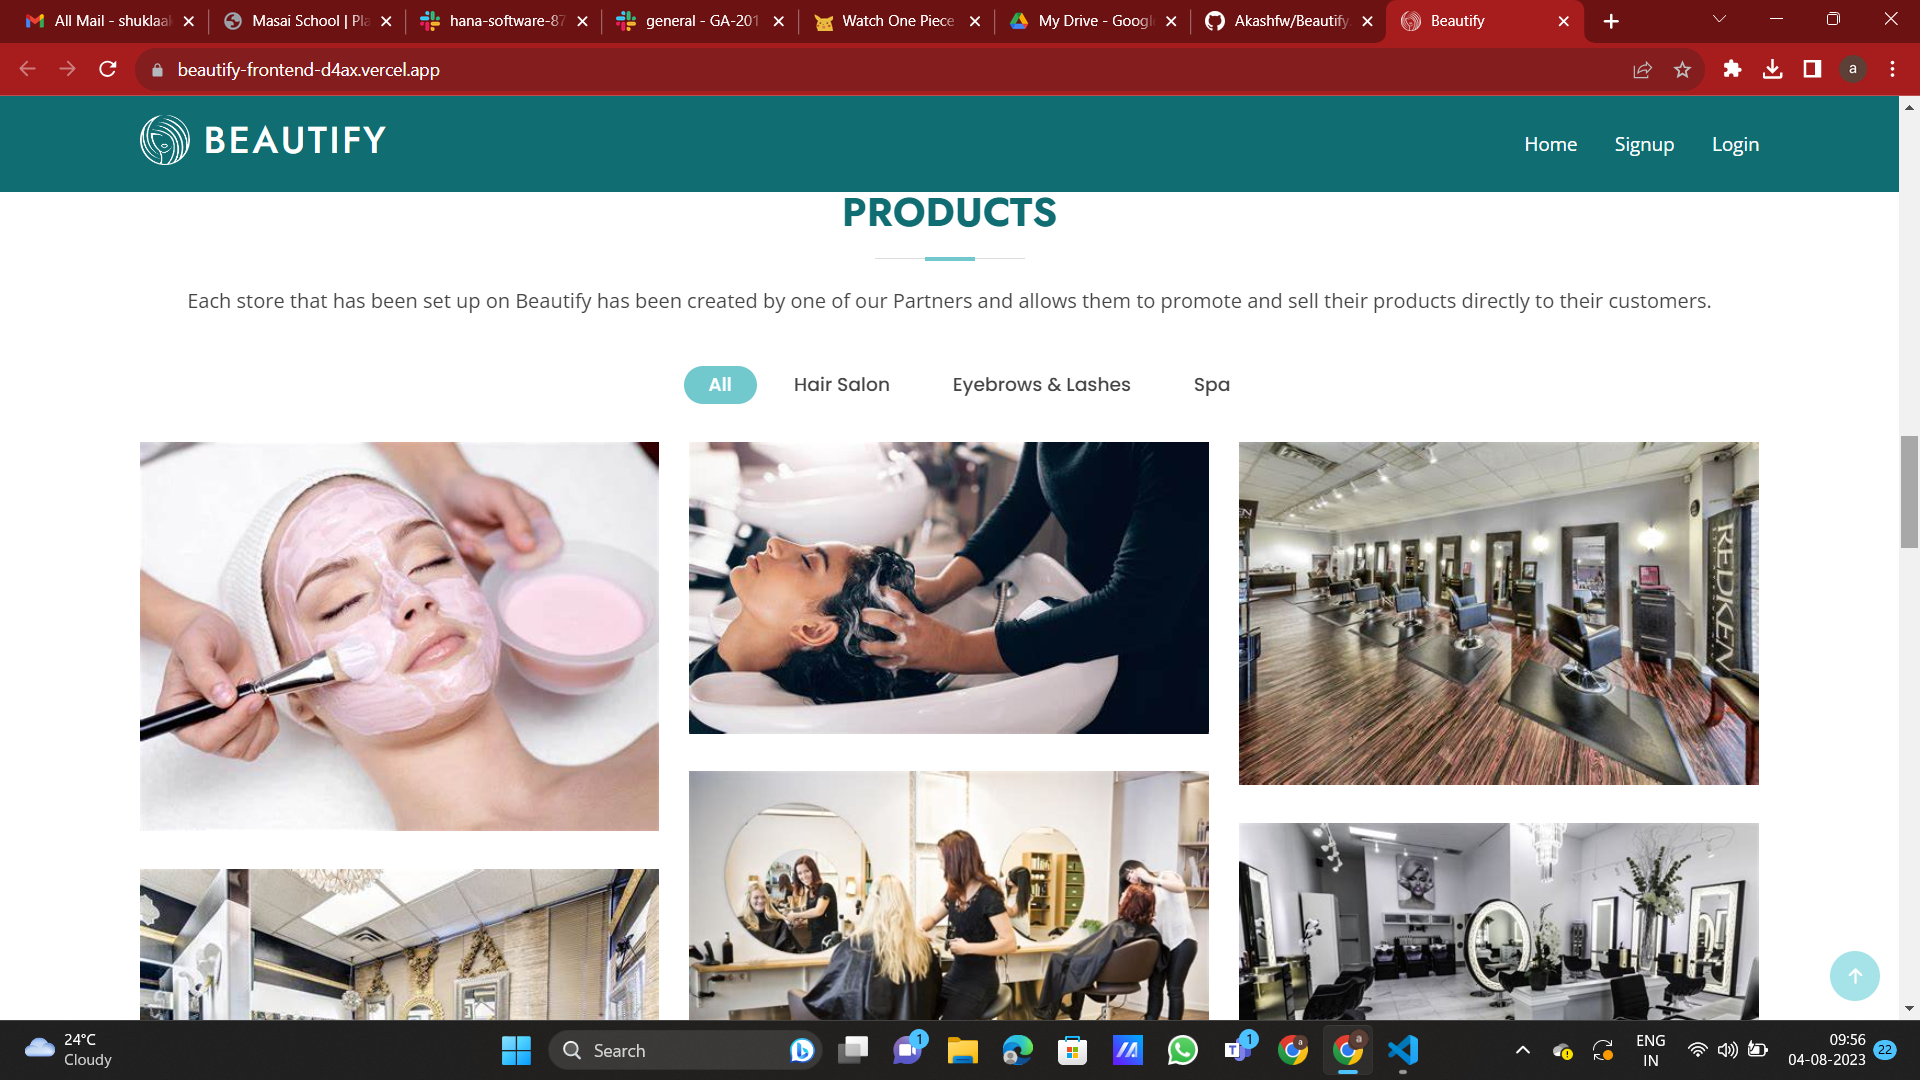 All Mail - shuklaa
Masai School | Pla
hana-software-87
general - GA-201
Watch One Piece
My Drive - Googl
Akashfw/Beautify
Beautify
beautify-frontend-d4ax.vercel.app
a
BEAUTIFY
Home
Signup
Login
PRODUCTS
Each store that has been set up on Beautify has been created by one of our Partners and allows them to promote and sell their products directly to their customers.
All
Hair Salon
Eyebrows & Lashes
Spa
REDKEN
24°C
Cloudy
Search
1
1
a
a
ENG
IN
09:56
04-08-2023
22